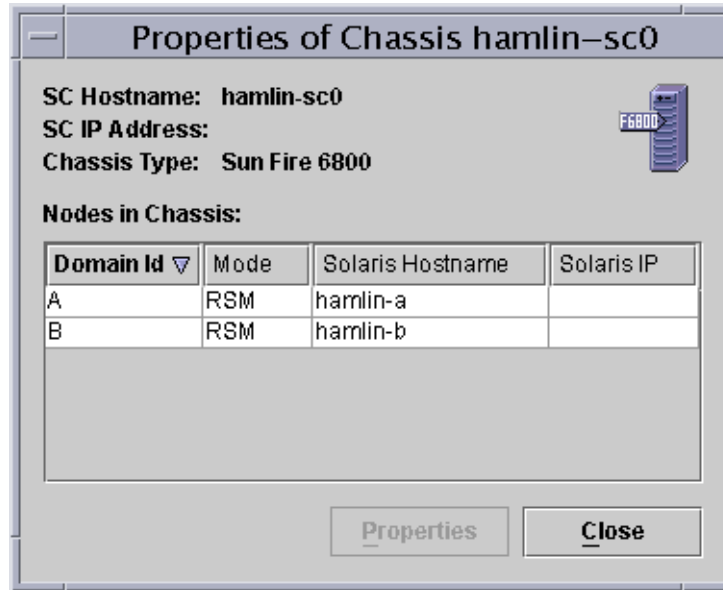 Properties of Chassis hamlin–sc0
SC Hostname: hamlin-sc0
SC IP Address:
Chassis Type: Sun Fire 6800
F6800
Nodes in Chassis:
Domain Id Mode Solaris Hostname Solaris IP
A RSM hamlin-a
B RSM hamlin-b
Properties Close